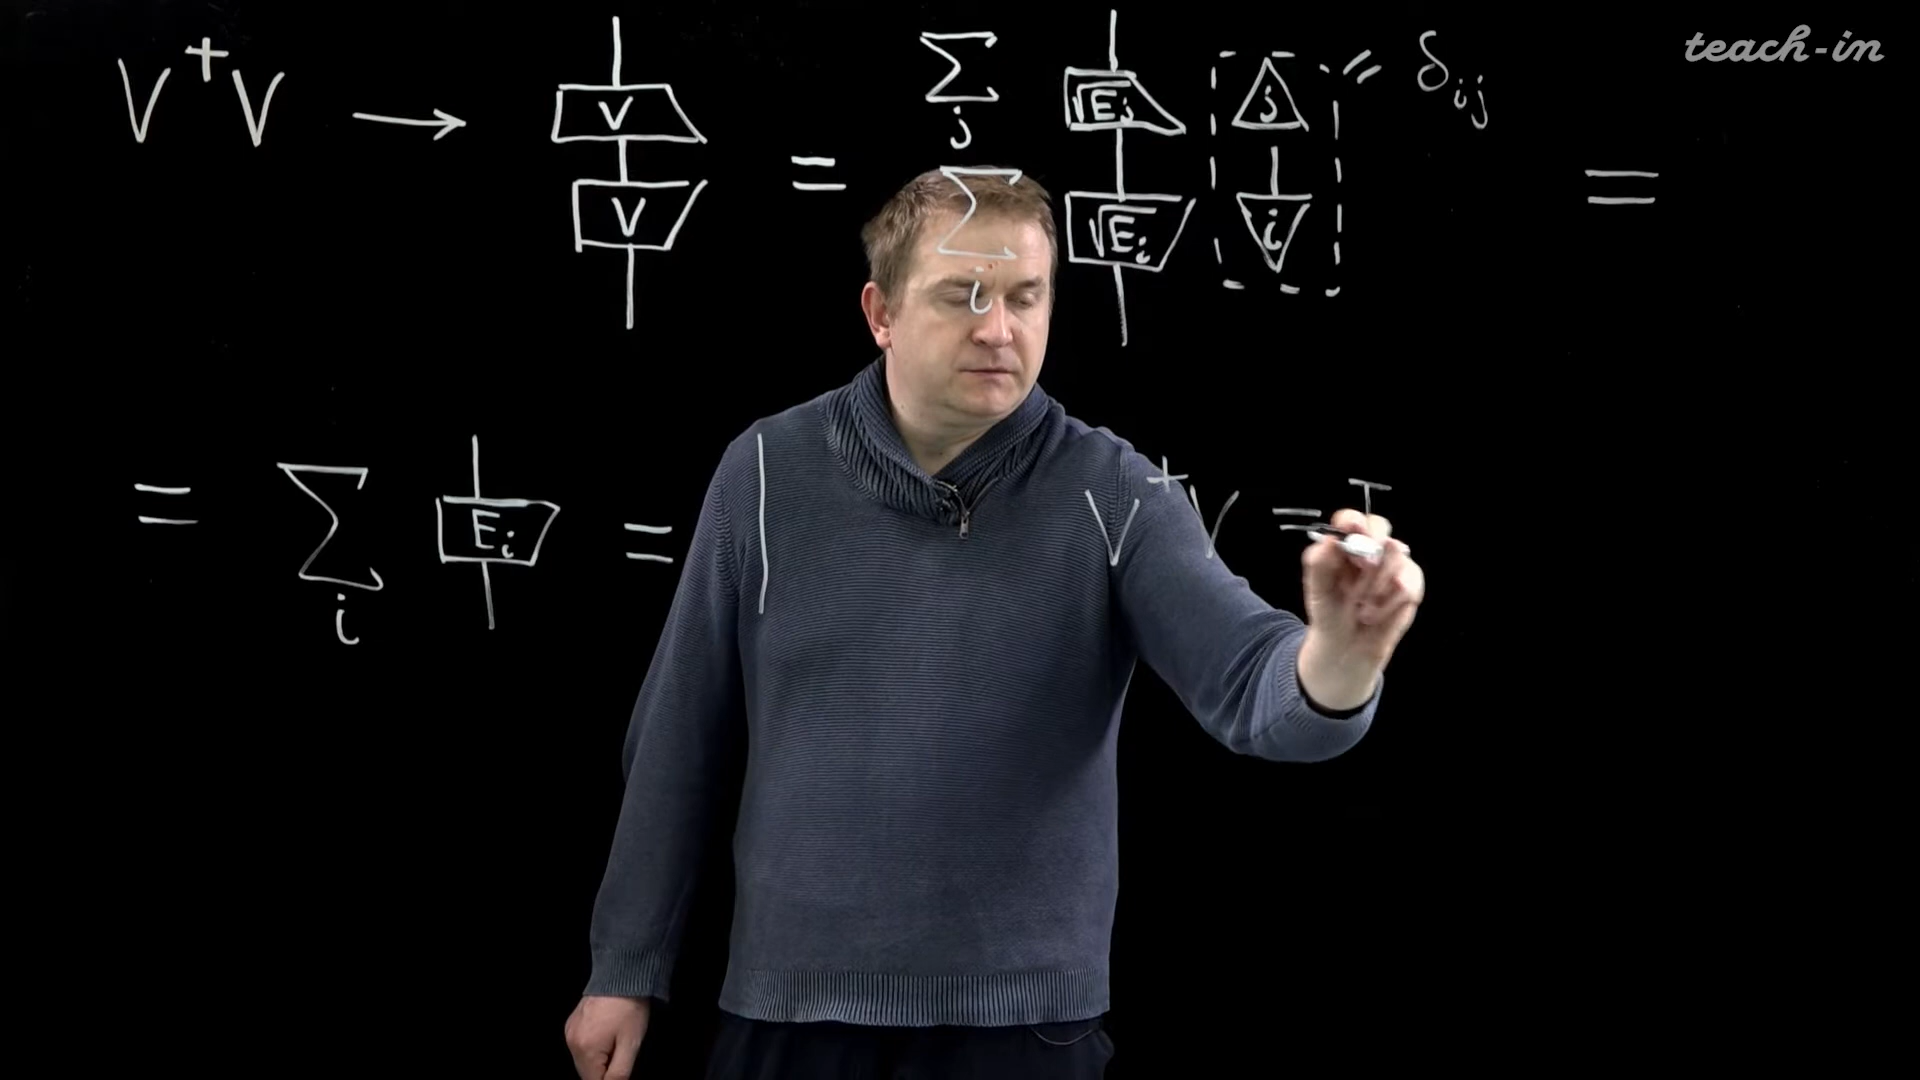 teach-in
V⁺V → V V = Σ_j √E_j j = δ_ij =
Σ_i √E_i i
= Σ_i E_i = | V⁺V = I